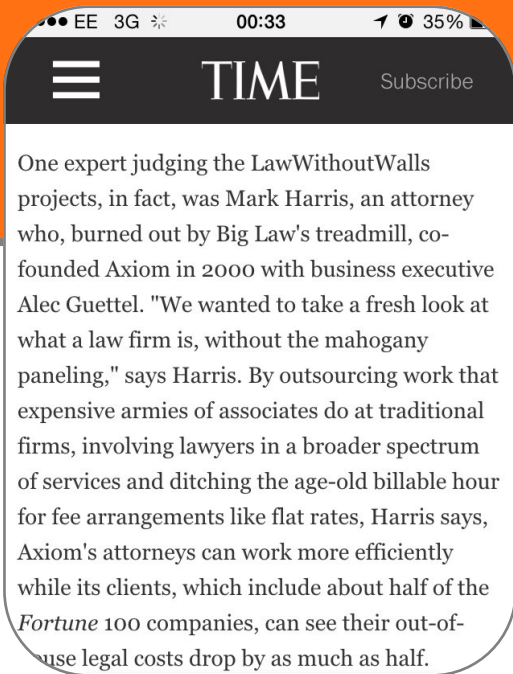 EE 3G 00:33 35%
TIME Subscribe
One expert judging the LawWithoutWalls
projects, in fact, was Mark Harris, an attorney
who, burned out by Big Law's treadmill, co-
founded Axiom in 2000 with business executive
Alec Guettel. "We wanted to take a fresh look at
what a law firm is, without the mahogany
paneling," says Harris. By outsourcing work that
expensive armies of associates do at traditional
firms, involving lawyers in a broader spectrum
of services and ditching the age-old billable hour
for fee arrangements like flat rates, Harris says,
Axiom's attorneys can work more efficiently
while its clients, which include about half of the
Fortune 100 companies, can see their out-of-
legal costs drop by as much as half.